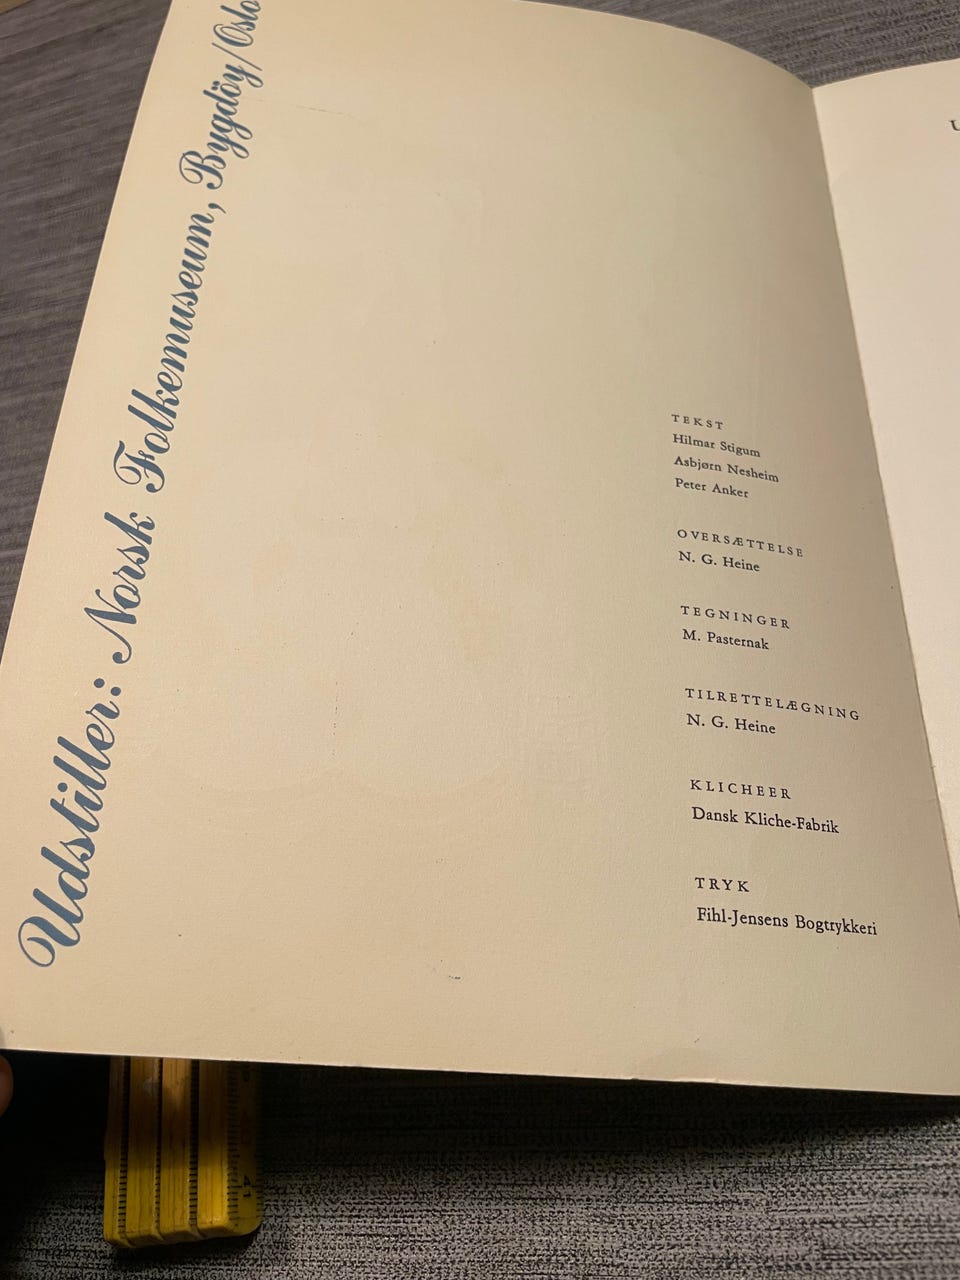 Udstiller: Norsk Folkemuseum, Bygdöy/Oslo
TEKST
Hilmar Stigum
Asbjørn Nesheim
Peter Anker
OVERSÆTTELSE
N. G. Heine
TEGNINGER
M. Pasternak
TILRETTELÆGNING
N. G. Heine
KLICHEER
Dansk Kliche-Fabrik
TRYK
Fihl-Jensens Bogtrykkeri
41